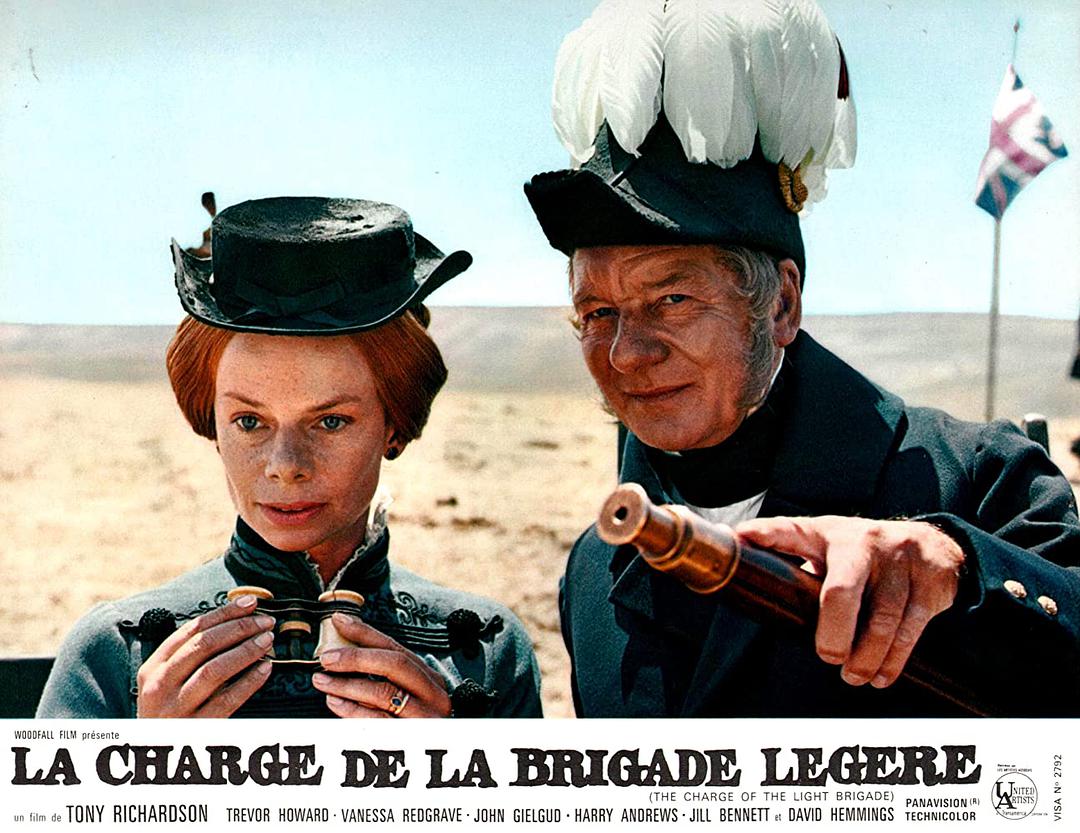 WOODFALL FILM présente
LA CHARGE DE LA BRIGADE LEGERE
(THE CHARGE OF THE LIGHT BRIGADE)
un film de TONY RICHARDSON TREVOR HOWARD · VANESSA REDGRAVE · JOHN GIELGUD · HARRY ANDREWS · JILL BENNETT et DAVID HEMMINGS
PANAVISION (R)
TECHNICOLOR
UNITED
ARTISTS
Transamerica
VISA Nº 2792